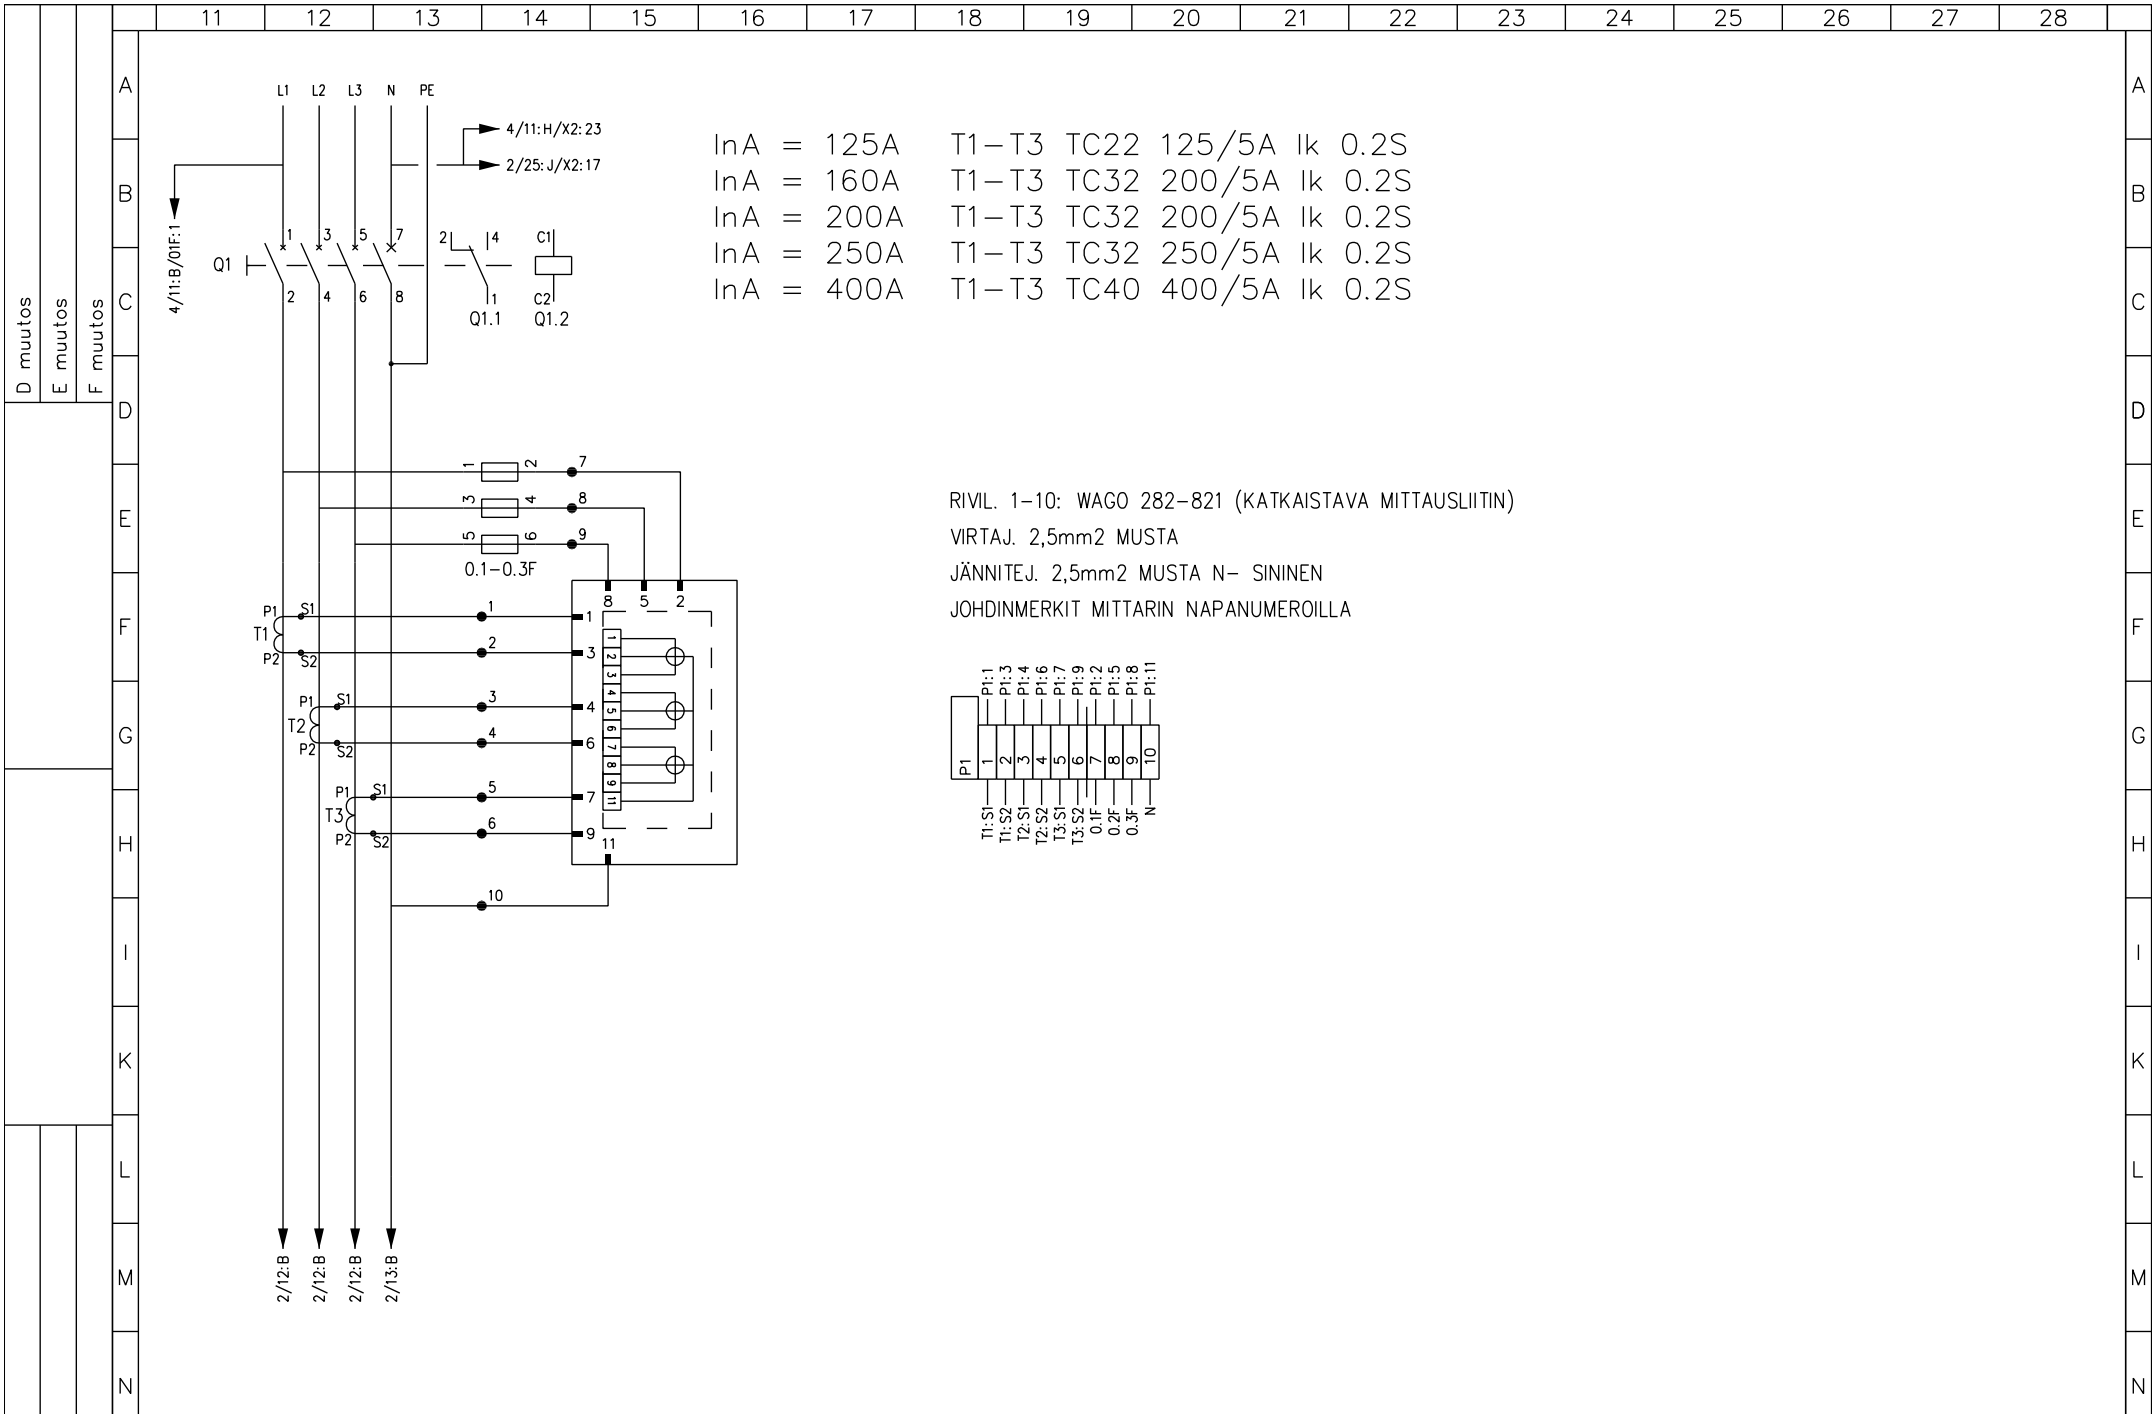 11 12 13 14 15 16 17 18 19 20 21 22 23 24 25 26 27 28
D muutos
E muutos
F muutos
A A
B B
C C
D D
E E
F F
G G
H H
I I
K K
L L
M M
N N
L1 L2 L3 N PE
4/11:H/X2:23
2/25:J/X2:17
4/11:B/01F:1
Q1
1 3 5 7
2 4 6 8
2 4
1
Q1.1
C1
C2
Q1.2
InA = 125A T1-T3 TC22 125/5A Ik 0.2S
InA = 160A T1-T3 TC32 200/5A Ik 0.2S
InA = 200A T1-T3 TC32 200/5A Ik 0.2S
InA = 250A T1-T3 TC32 250/5A Ik 0.2S
InA = 400A T1-T3 TC40 400/5A Ik 0.2S
1 2 7
3 4 8
5 6 9
0.1-0.3F
8 5 2
P1 S1 1 1
T1
P2 S2 2 3
P1 S1 3 4
T2
P2 S2 4 6
P1 S1 5 7
T3
P2 S2 6 9
11
10
1
2
3
4
5
6
7
8
9
11
RIVIL. 1-10: WAGO 282-821 (KATKAISTAVA MITTAUSLIITIN)
VIRTAJ. 2,5mm2 MUSTA
JÄNNITEJ. 2,5mm2 MUSTA N- SININEN
JOHDINMERKIT MITTARIN NAPANUMEROILLA
P1:1 P1:3 P1:4 P1:6 P1:7 P1:9 P1:2 P1:5 P1:8 P1:11
P1 1 2 3 4 5 6 7 8 9 10
T1:S1 T1:S2 T2:S1 T2:S2 T3:S1 T3:S2 0.1F 0.2F 0.3F N
2/12:B 2/12:B 2/12:B 2/13:B